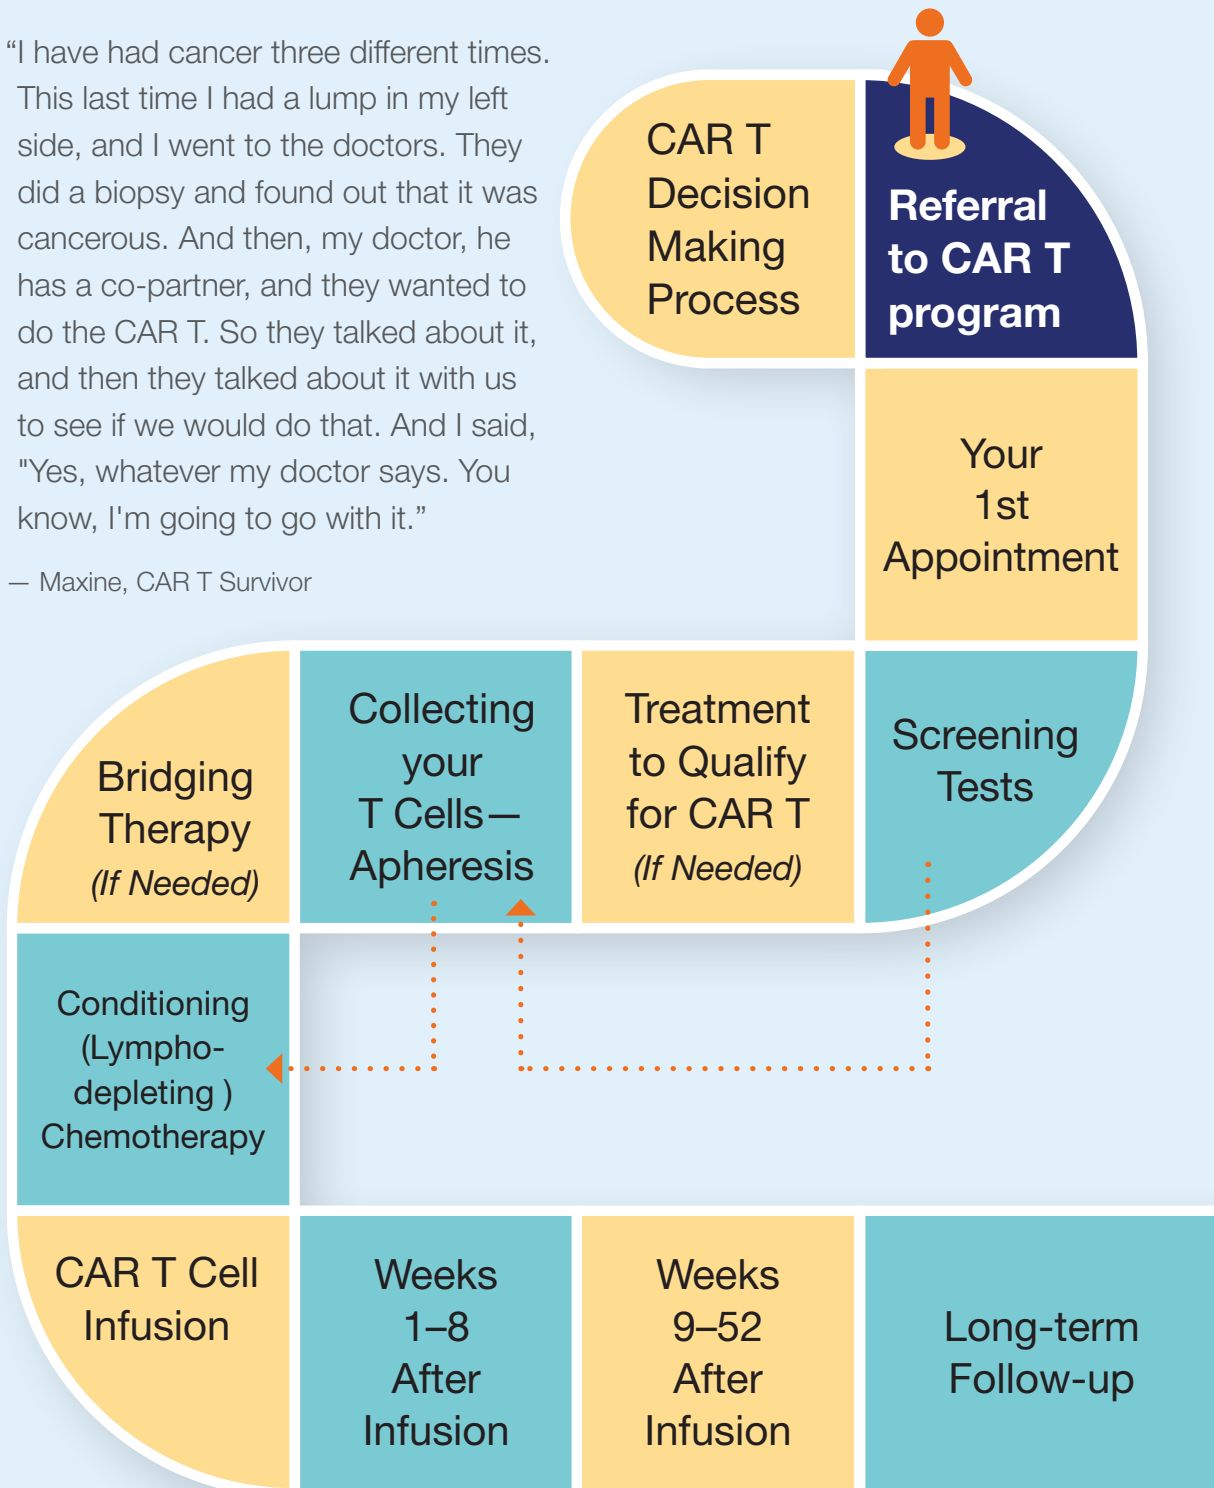 “I have had cancer three different times.
This last time I had a lump in my left
side, and I went to the doctors. They
did a biopsy and found out that it was
cancerous. And then, my doctor, he
has a co-partner, and they wanted to
do the CAR T. So they talked about it,
and then they talked about it with us
to see if we would do that. And I said,
"Yes, whatever my doctor says. You
know, I'm going to go with it.”
— Maxine, CAR T Survivor
CAR T
Decision
Making
Process
Referral
to CAR T
program
Your
1st
Appointment
Screening
Tests
Treatment
to Qualify
for CAR T
(If Needed)
Collecting
your
T Cells—
Apheresis
Bridging
Therapy
(If Needed)
Conditioning
(Lympho-
depleting )
Chemotherapy
CAR T Cell
Infusion
Weeks
1–8
After
Infusion
Weeks
9–52
After
Infusion
Long-term
Follow-up